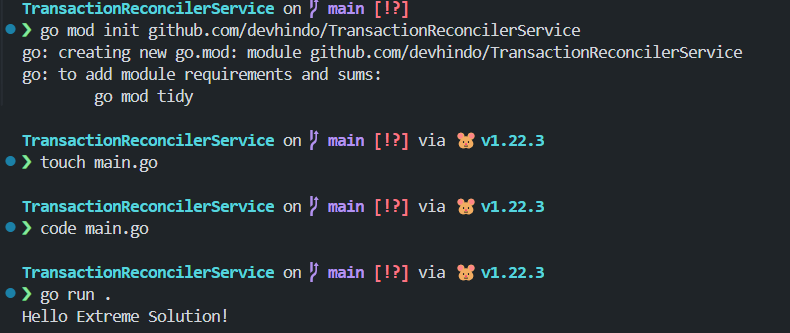 TransactionReconcilerService on main [!?]
❯ go mod init github.com/devhindo/TransactionReconcilerService
go: creating new go.mod: module github.com/devhindo/TransactionReconcilerService
go: to add module requirements and sums:
        go mod tidy
TransactionReconcilerService on main [!?] via 🐹 v1.22.3
❯ touch main.go
TransactionReconcilerService on main [!?] via 🐹 v1.22.3
❯ code main.go
TransactionReconcilerService on main [!?] via 🐹 v1.22.3
❯ go run .
Hello Extreme Solution!